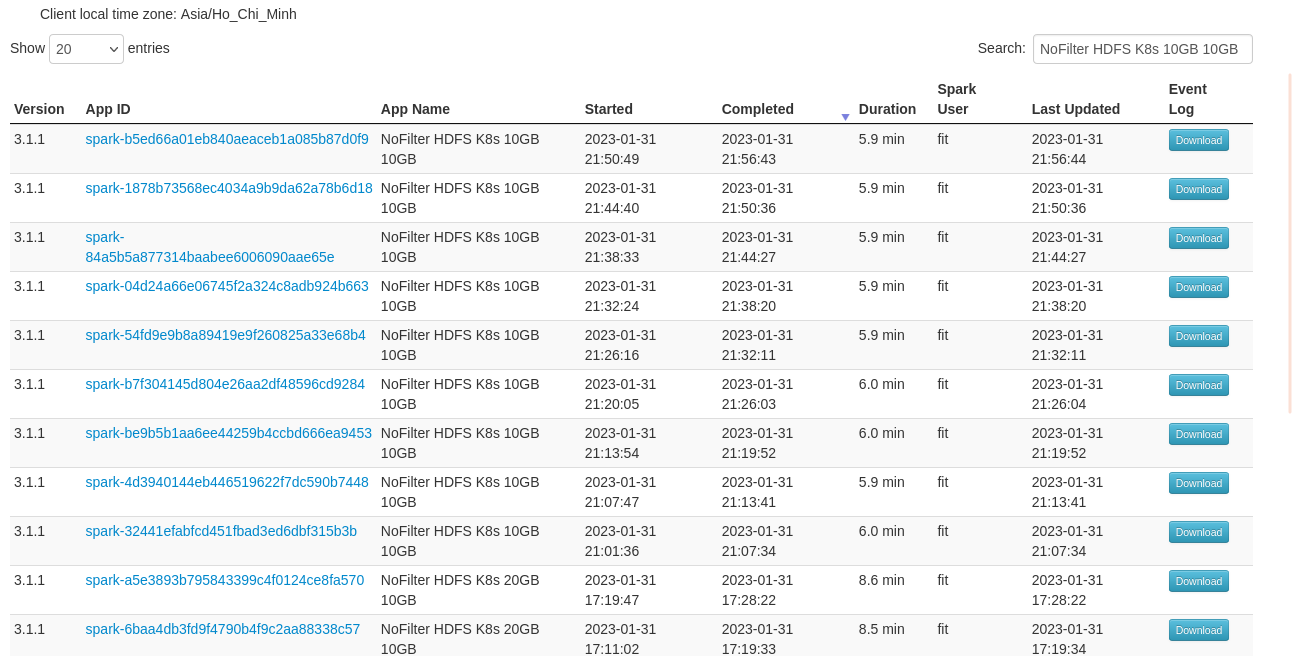 Client local time zone: Asia/Ho_Chi_Minh
Show 20 entries Search: NoFilter HDFS K8s 10GB 10GB
Version App ID App Name Started Completed Duration Spark User Last Updated Event Log
3.1.1 spark-b5ed66a01eb840aeaceb1a085b87d0f9 NoFilter HDFS K8s 10GB 10GB 2023-01-31 21:50:49 2023-01-31 21:56:43 5.9 min fit 2023-01-31 21:56:44 Download
3.1.1 spark-1878b73568ec4034a9b9da62a78b6d18 NoFilter HDFS K8s 10GB 10GB 2023-01-31 21:44:40 2023-01-31 21:50:36 5.9 min fit 2023-01-31 21:50:36 Download
3.1.1 spark-84a5b5a877314baabee6006090aae65e NoFilter HDFS K8s 10GB 10GB 2023-01-31 21:38:33 2023-01-31 21:44:27 5.9 min fit 2023-01-31 21:44:27 Download
3.1.1 spark-04d24a66e06745f2a324c8adb924b663 NoFilter HDFS K8s 10GB 10GB 2023-01-31 21:32:24 2023-01-31 21:38:20 5.9 min fit 2023-01-31 21:38:20 Download
3.1.1 spark-54fd9e9b8a89419e9f260825a33e68b4 NoFilter HDFS K8s 10GB 10GB 2023-01-31 21:26:16 2023-01-31 21:32:11 5.9 min fit 2023-01-31 21:32:11 Download
3.1.1 spark-b7f304145d804e26aa2df48596cd9284 NoFilter HDFS K8s 10GB 10GB 2023-01-31 21:20:05 2023-01-31 21:26:03 6.0 min fit 2023-01-31 21:26:04 Download
3.1.1 spark-be9b5b1aa6ee44259b4ccbd666ea9453 NoFilter HDFS K8s 10GB 10GB 2023-01-31 21:13:54 2023-01-31 21:19:52 6.0 min fit 2023-01-31 21:19:52 Download
3.1.1 spark-4d3940144eb446519622f7dc590b7448 NoFilter HDFS K8s 10GB 10GB 2023-01-31 21:07:47 2023-01-31 21:13:41 5.9 min fit 2023-01-31 21:13:41 Download
3.1.1 spark-32441efabfcd451fbad3ed6dbf315b3b NoFilter HDFS K8s 10GB 10GB 2023-01-31 21:01:36 2023-01-31 21:07:34 6.0 min fit 2023-01-31 21:07:34 Download
3.1.1 spark-a5e3893b795843399c4f0124ce8fa570 NoFilter HDFS K8s 20GB 10GB 2023-01-31 17:19:47 2023-01-31 17:28:22 8.6 min fit 2023-01-31 17:28:22 Download
3.1.1 spark-6baa4db3fd9f4790b4f9c2aa88338c57 NoFilter HDFS K8s 20GB 10GB 2023-01-31 17:11:02 2023-01-31 17:19:33 8.5 min fit 2023-01-31 17:19:34 Download